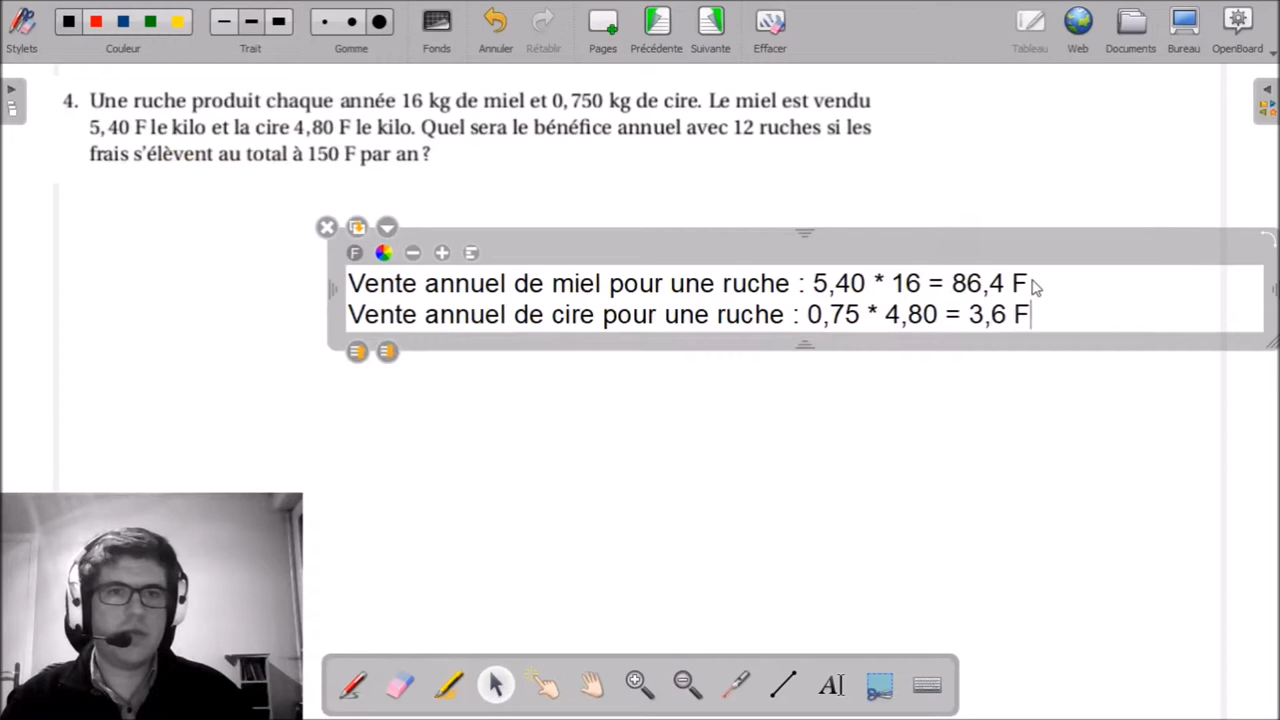 Stylets
Couleur
Trait
Gomme
Fonds
Annuler
Rétablir
Pages
Précédente
Suivante
Effacer
Tableau
Web
Documents
Bureau
OpenBoard
4. Une ruche produit chaque année 16 kg de miel et 0,750 kg de cire. Le miel est vendu
5,40 F le kilo et la cire 4,80 F le kilo. Quel sera le bénéfice annuel avec 12 ruches si les
frais s'élèvent au total à 150 F par an ?
F
Vente annuel de miel pour une ruche : 5,40 * 16 = 86,4 F
Vente annuel de cire pour une ruche : 0,75 * 4,80 = 3,6 F
AI